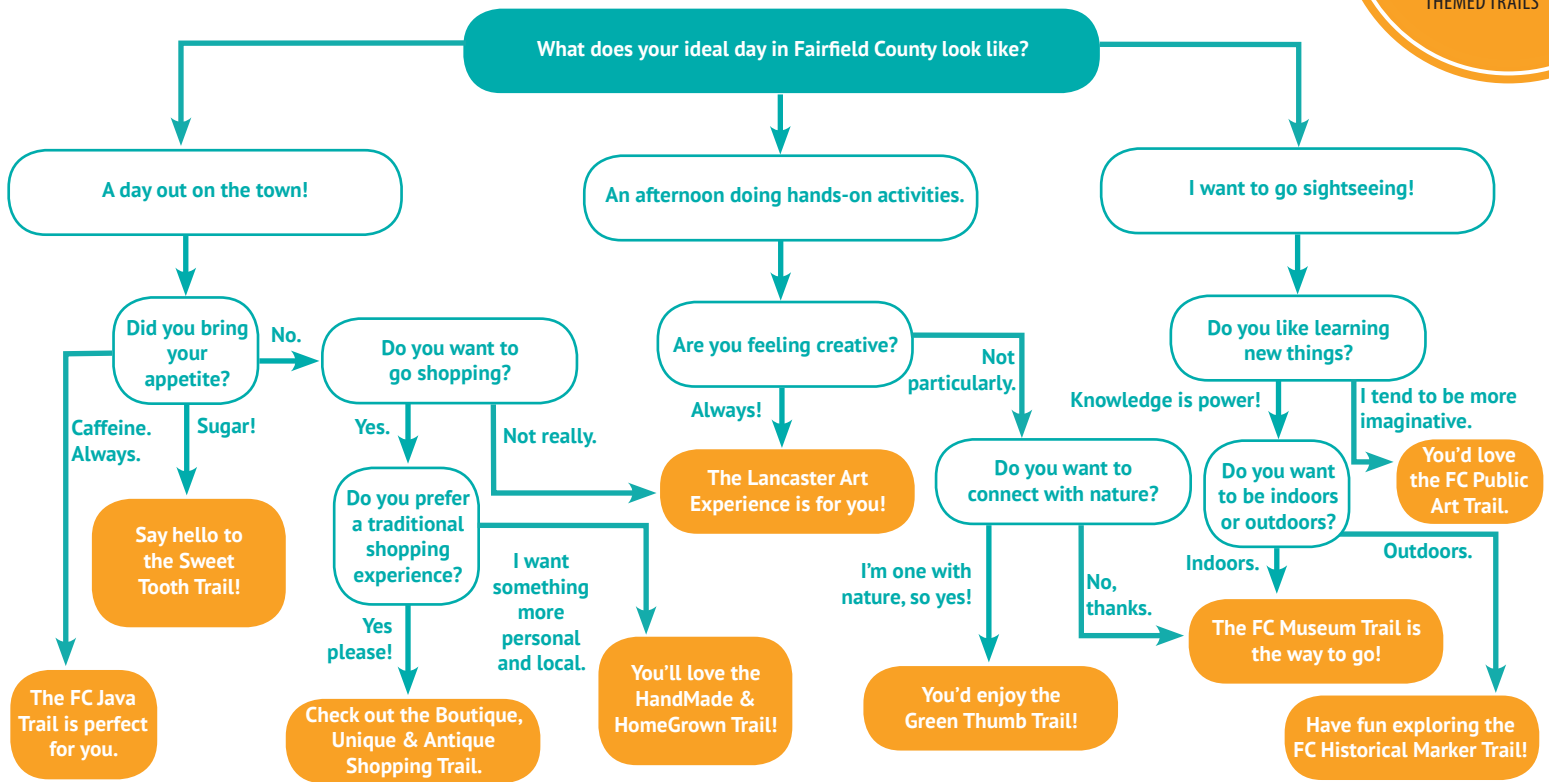 THEMED TRAILS
What does your ideal day in Fairfield County look like?
A day out on the town!
An afternoon doing hands-on activities.
I want to go sightseeing!
Did you bring
your
appetite?
No.
Do you want to
go shopping?
Are you feeling creative?
Not
particularly.
Do you like learning
new things?
Caffeine.
Always.
Sugar!
Yes.
Not really.
Always!
Knowledge is power!
I tend to be more
imaginative.
Say hello to
the Sweet
Tooth Trail!
Do you prefer
a traditional
shopping
experience?
The Lancaster Art
Experience is for you!
Do you want to
connect with nature?
Do you want
to be indoors
or outdoors?
You'd love
the FC Public
Art Trail.
Yes
please!
I want
something
more
personal
and local.
I'm one with
nature, so yes!
No,
thanks.
Indoors.
Outdoors.
The FC Java
Trail is perfect
for you.
Check out the Boutique,
Unique & Antique
Shopping Trail.
You'll love the
HandMade &
HomeGrown Trail!
You'd enjoy the
Green Thumb Trail!
The FC Museum Trail is
the way to go!
Have fun exploring the
FC Historical Marker Trail!